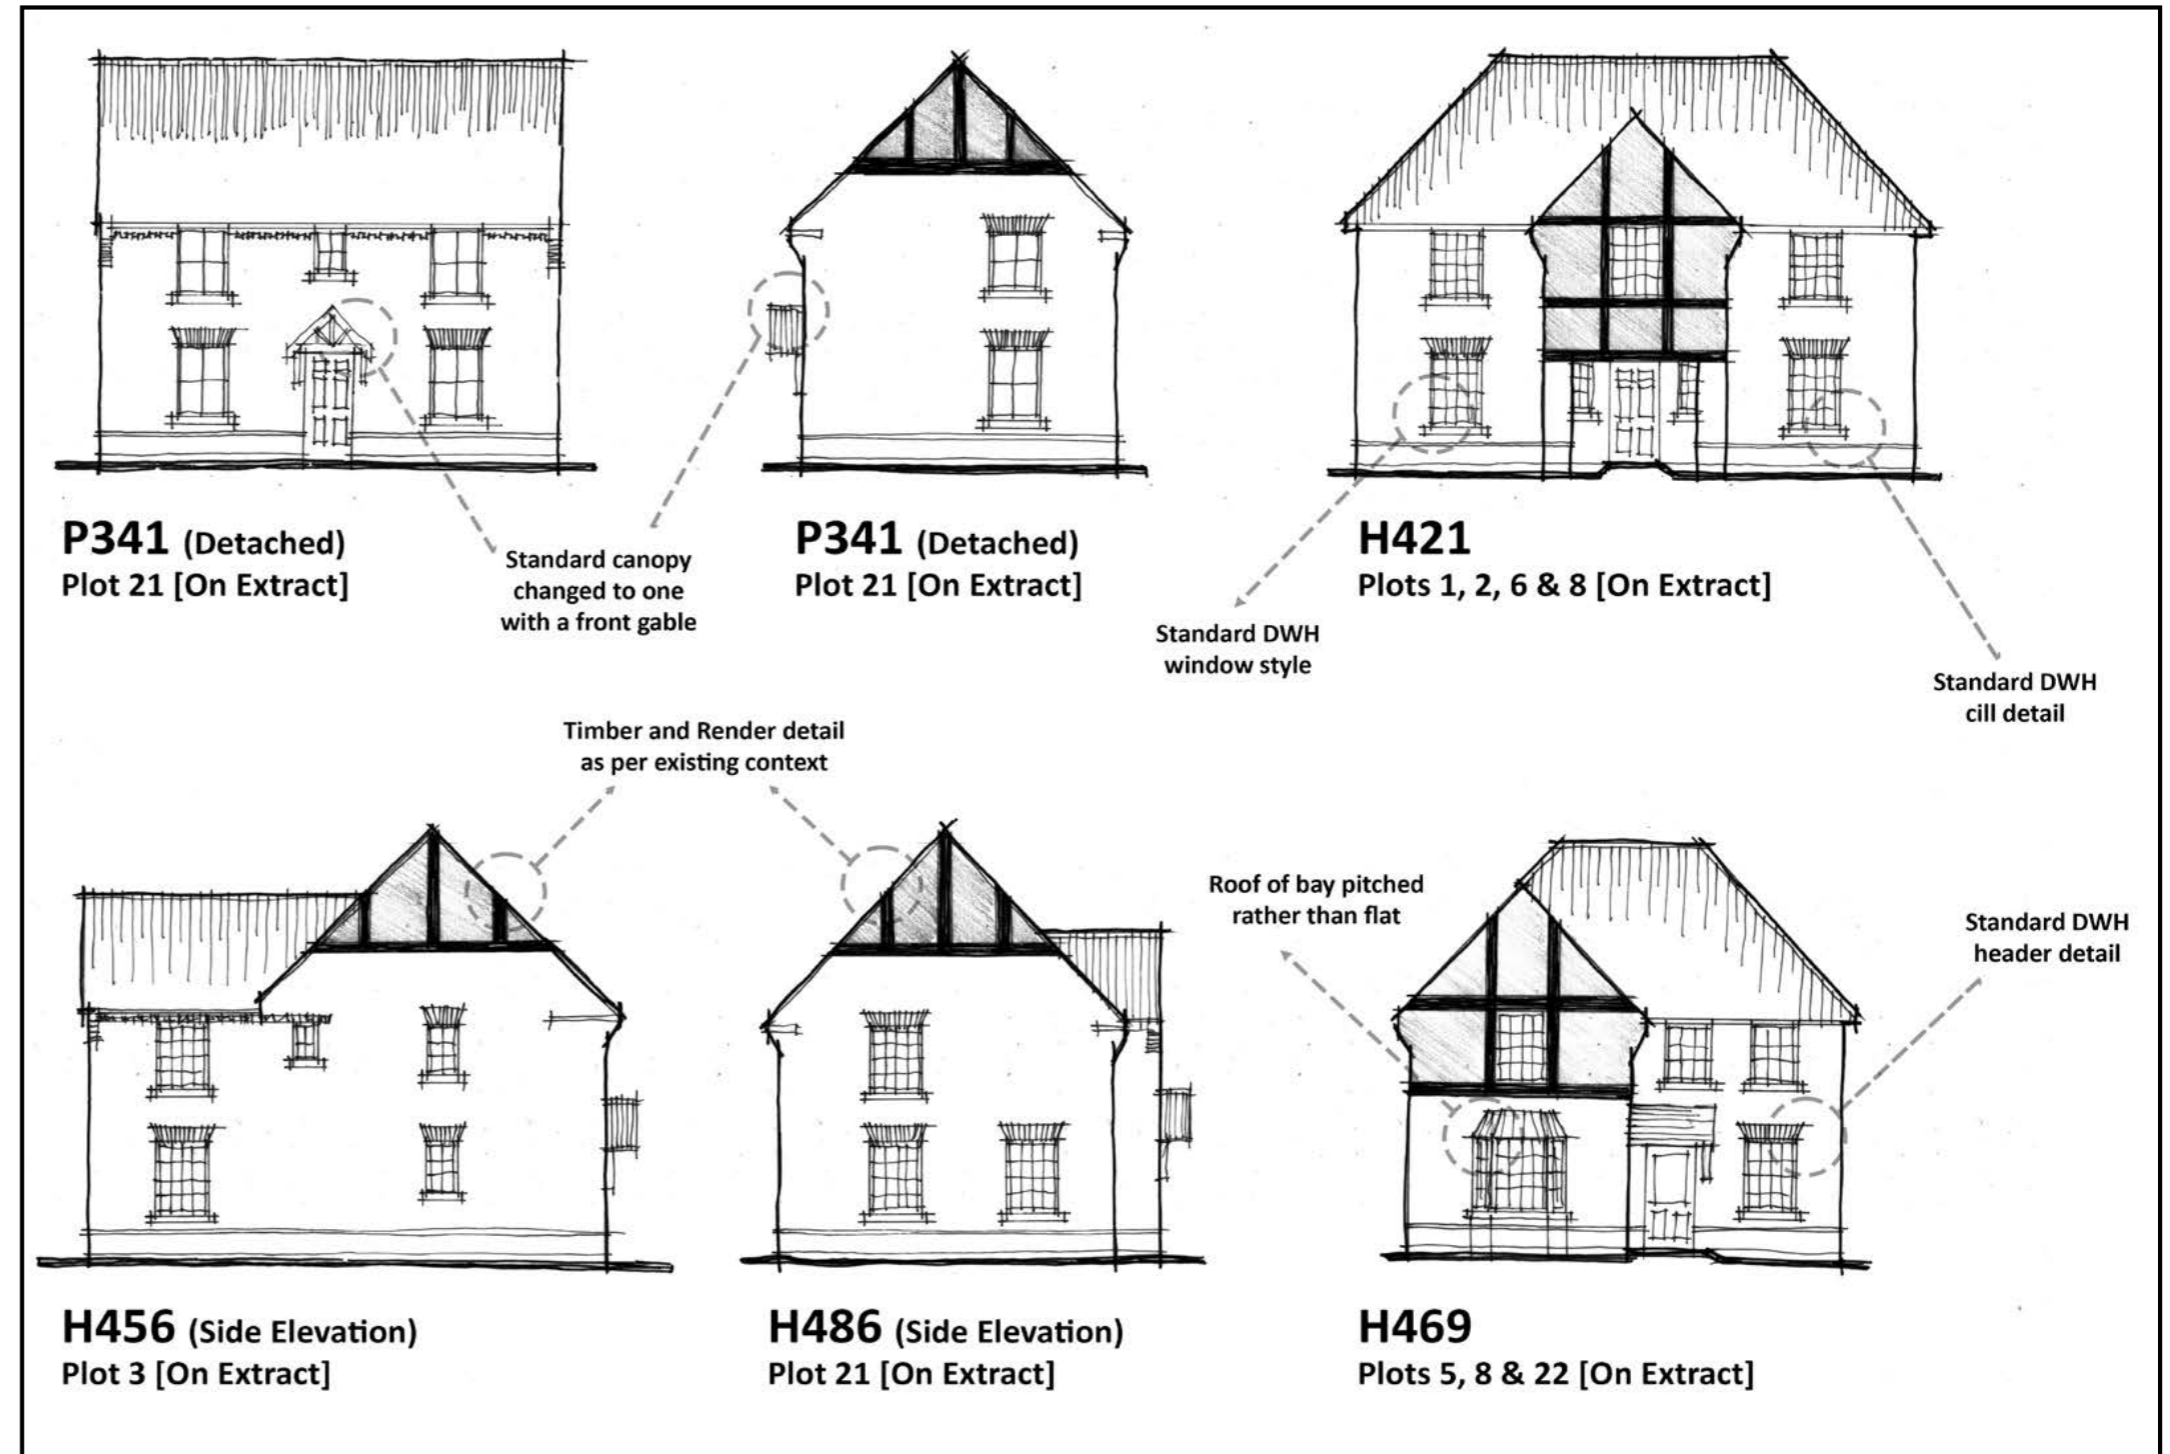 P341 (Detached)
Plot 21 [On Extract]
Standard canopy
changed to one
with a front gable
P341 (Detached)
Plot 21 [On Extract]
H421
Plots 1, 2, 6 & 8 [On Extract]
Standard DWH
window style
Standard DWH
cill detail
Timber and Render detail
as per existing context
Roof of bay pitched
rather than flat
Standard DWH
header detail
H456 (Side Elevation)
Plot 3 [On Extract]
H486 (Side Elevation)
Plot 21 [On Extract]
H469
Plots 5, 8 & 22 [On Extract]